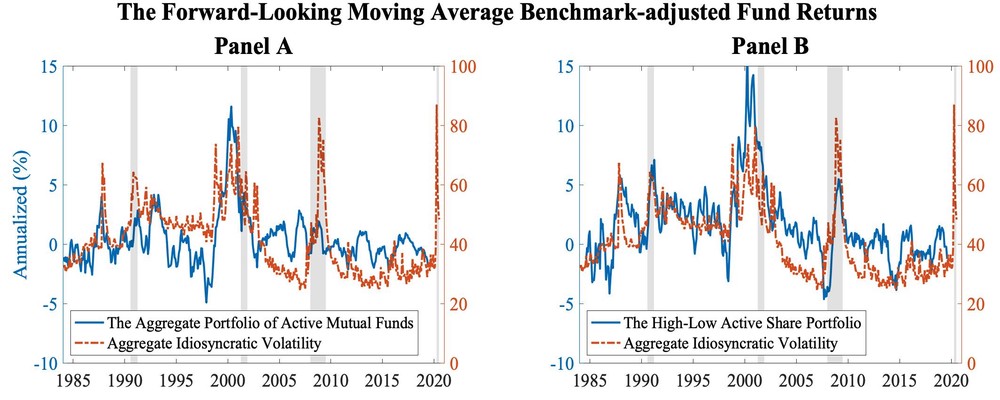 The Forward-Looking Moving Average Benchmark-adjusted Fund Returns
Panel A
Annualized (%)
15
10
5
0
-5
-10
100
80
60
40
20
0
The Aggregate Portfolio of Active Mutual Funds
Aggregate Idiosyncratic Volatility
1985 1990 1995 2000 2005 2010 2015 2020
Panel B
15
10
5
0
-5
-10
100
80
60
40
20
0
The High-Low Active Share Portfolio
Aggregate Idiosyncratic Volatility
1985 1990 1995 2000 2005 2010 2015 2020